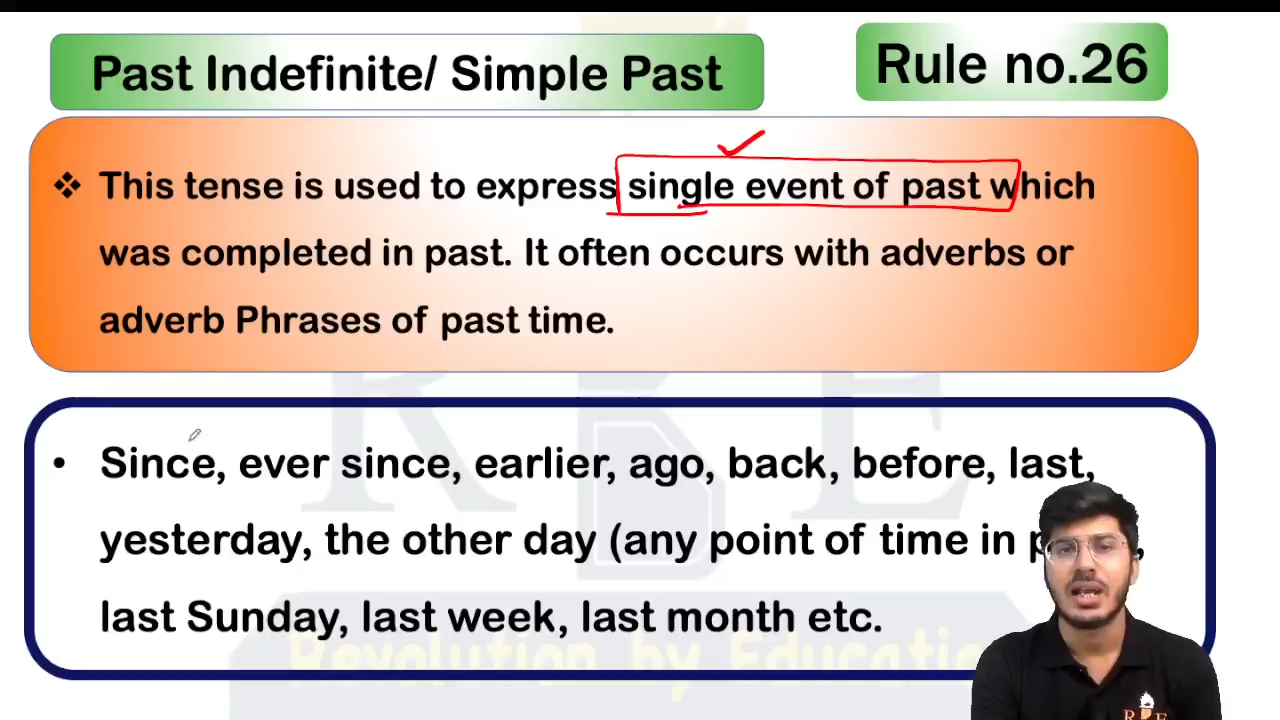 Past Indefinite/ Simple Past
Rule no.26
❖ This tense is used to express single event of past which
was completed in past. It often occurs with adverbs or
adverb Phrases of past time.
• Since, ever since, earlier, ago, back, before, last,
yesterday, the other day (any point of time in
last Sunday, last week, last month etc.
Revolution by Education
R B E